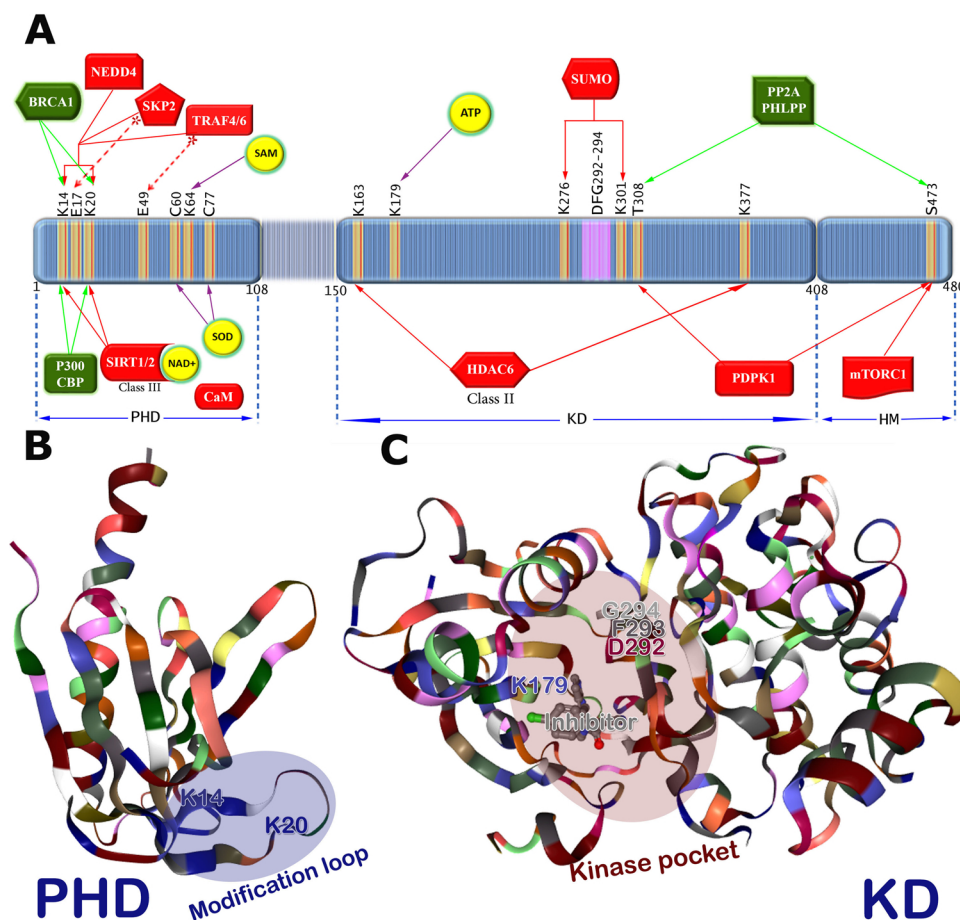 A
NEDD4
BRCA1
SKP2
*
TRAF4/6
*
SAM
ATP
SUMO
PP2A
PHLPP
K14
E17
K20
E49
C60
K64
C77
K163
K179
K276
DFG292-294
K301
T308
K377
S473
1
108
150
408
480
P300
CBP
SIRT1/2
NAD+
Class III
SOD
CaM
HDAC6
Class II
PDPK1
mTORC1
PHD
KD
HM
B
K14
K20
Modification loop
PHD
C
G294
F293
D292
K179
Inhibitor
Kinase pocket
KD